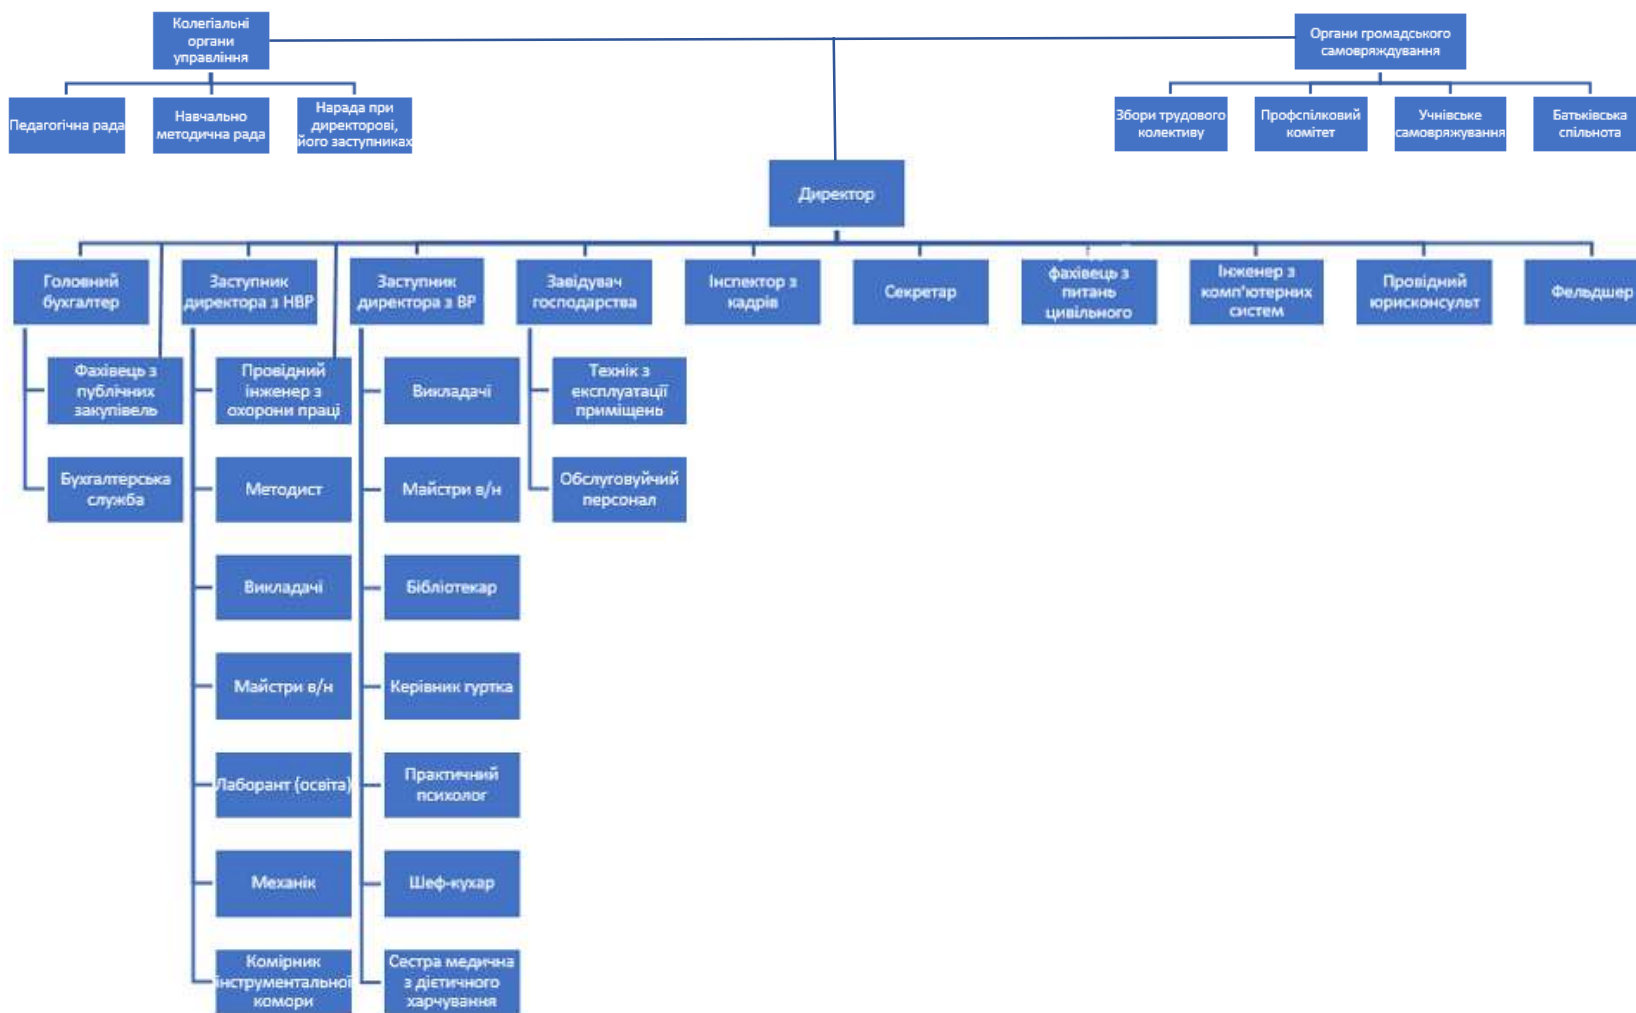 Колегіальні
органи
управління
Органи громадського
самовряждування
Педагогічна рада
Навчально
методична рада
Нарада при
директорові,
його заступниках
Збори трудового
колективу
Профспілковий
комітет
Учнівське
самовряжування
Батьківська
спільнота
Директор
Головний
бухгалтер
Заступник
директора з НВР
Заступник
директора з ВР
Завідувач
господарства
Інспектор з
кадрів
Секретар
фахівець з
питань
цивільного
Інженер з
комп'ютерних
систем
Провідний
юрисконсульт
Фельдшер
Фахівець з
публічних
закупівель
Провідний
інженер з
охорони праці
Викладачі
Технік з
експлуатації
приміщень
Бухгалтерська
служба
Методист
Майстри в/н
Обслуговуйчий
персонал
Викладачі
Бібліотекар
Майстри в/н
Керівник гуртка
Лаборант (освіта)
Практичний
психолог
Механік
Шеф-кухар
Комірник
інструментальної
комори
Сестра медична
з дієтичного
харчування